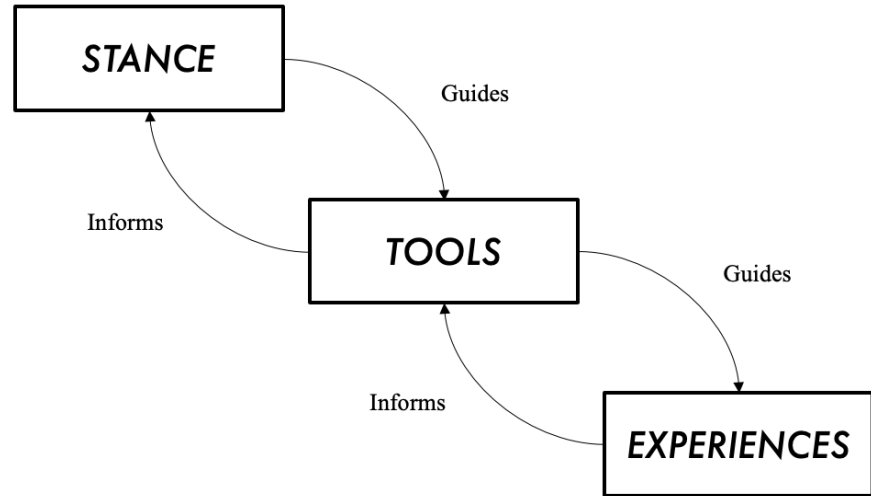 STANCE
Guides
Informs
TOOLS
Guides
Informs
EXPERIENCES